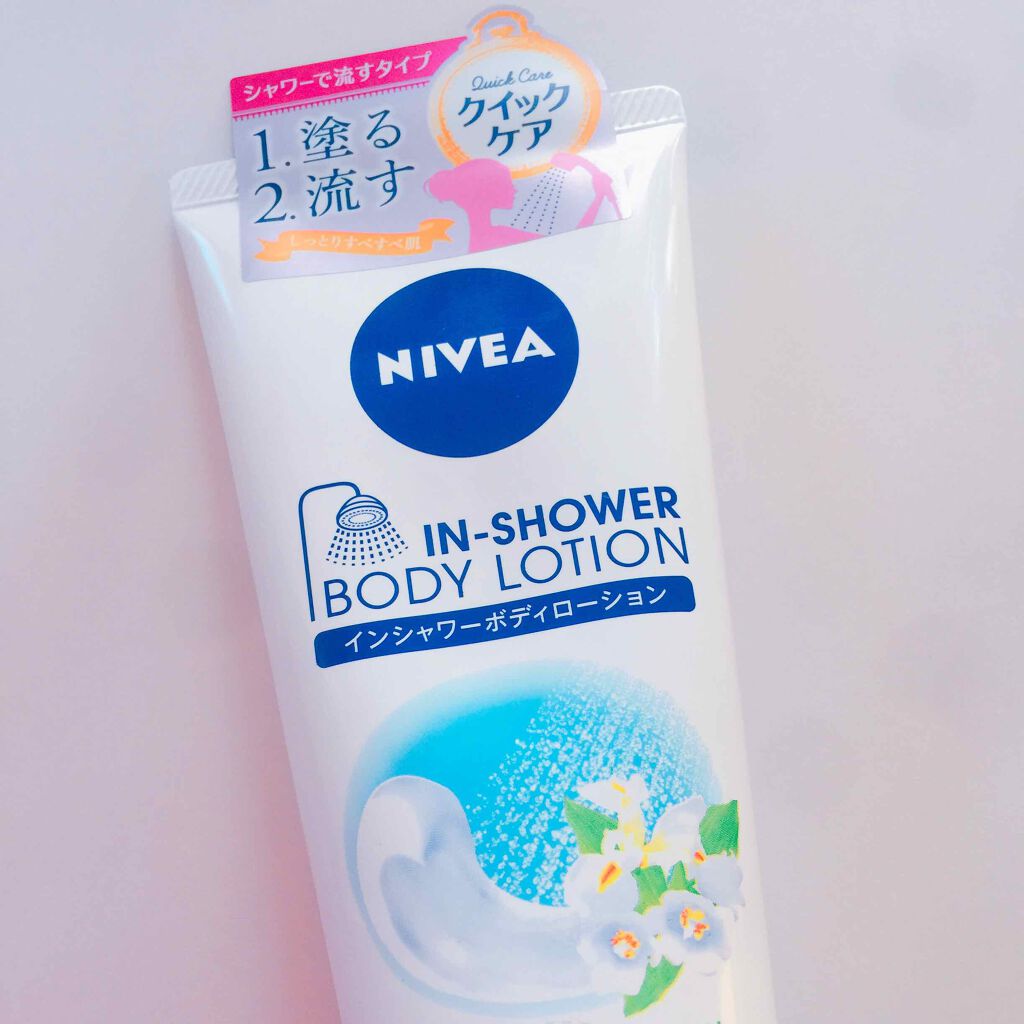 シャワーで流すタイプ
Quick Care
クイック
ケア
1.塗る
2.流す
しっとりすべすべ肌
NIVEA
IN-SHOWER
BODY LOTION
インシャワーボディローション